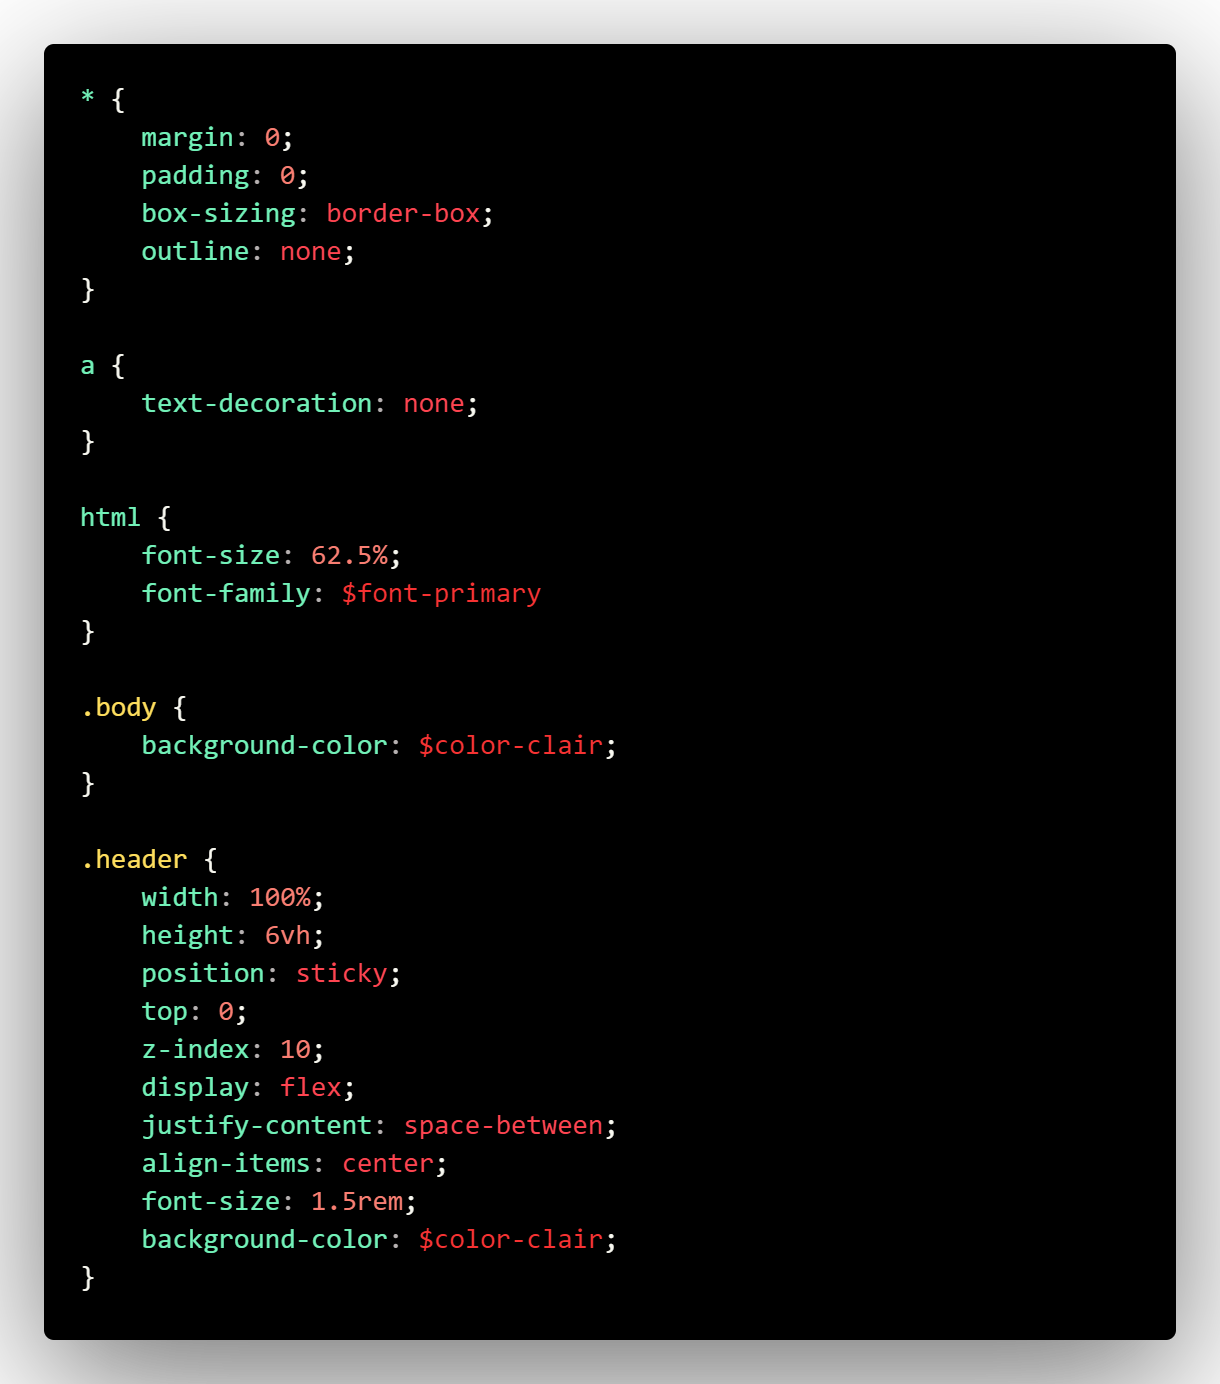 * {
    margin: 0;
    padding: 0;
    box-sizing: border-box;
    outline: none;
}

a {
    text-decoration: none;
}

html {
    font-size: 62.5%;
    font-family: $font-primary
}

.body {
    background-color: $color-clair;
}

.header {
    width: 100%;
    height: 6vh;
    position: sticky;
    top: 0;
    z-index: 10;
    display: flex;
    justify-content: space-between;
    align-items: center;
    font-size: 1.5rem;
    background-color: $color-clair;
}